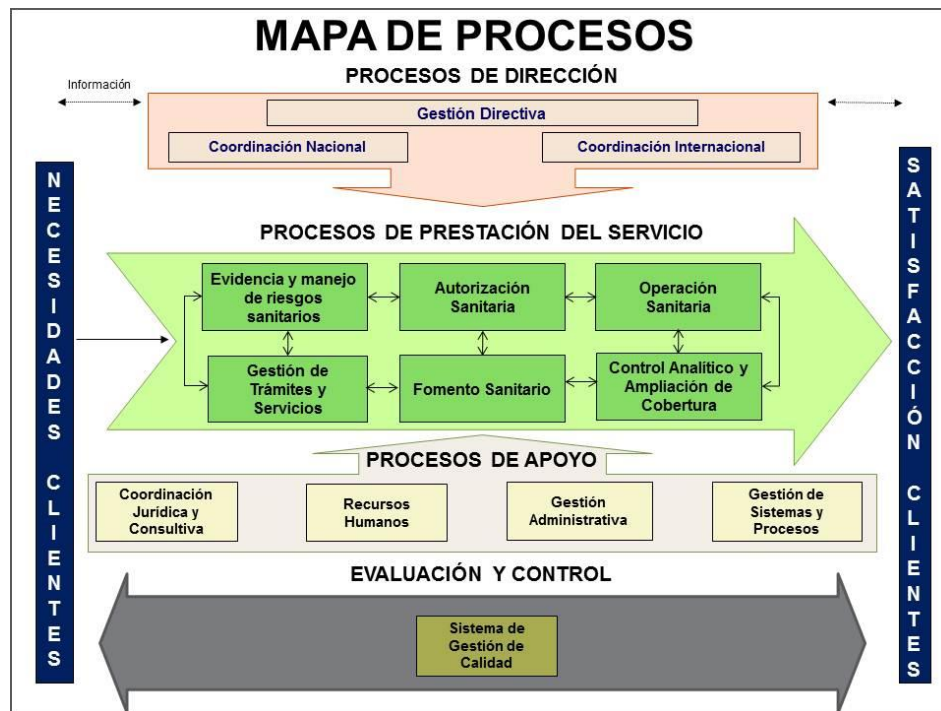 MAPA DE PROCESOS
PROCESOS DE DIRECCIÓN
Información
Gestión Directiva
Coordinación Nacional
Coordinación Internacional
NECESIDADES CLIENTES
SATISFACCIÓN CLIENTES
PROCESOS DE PRESTACIÓN DEL SERVICIO
Evidencia y manejo
de riesgos
sanitarios
Autorización
Sanitaria
Operación
Sanitaria
Gestión de
Trámites y
Servicios
Fomento Sanitario
Control Analítico y
Ampliación de
Cobertura
PROCESOS DE APOYO
Coordinación
Jurídica y
Consultiva
Recursos
Humanos
Gestión
Administrativa
Gestión de
Sistemas y
Procesos
EVALUACIÓN Y CONTROL
Sistema de
Gestión de
Calidad